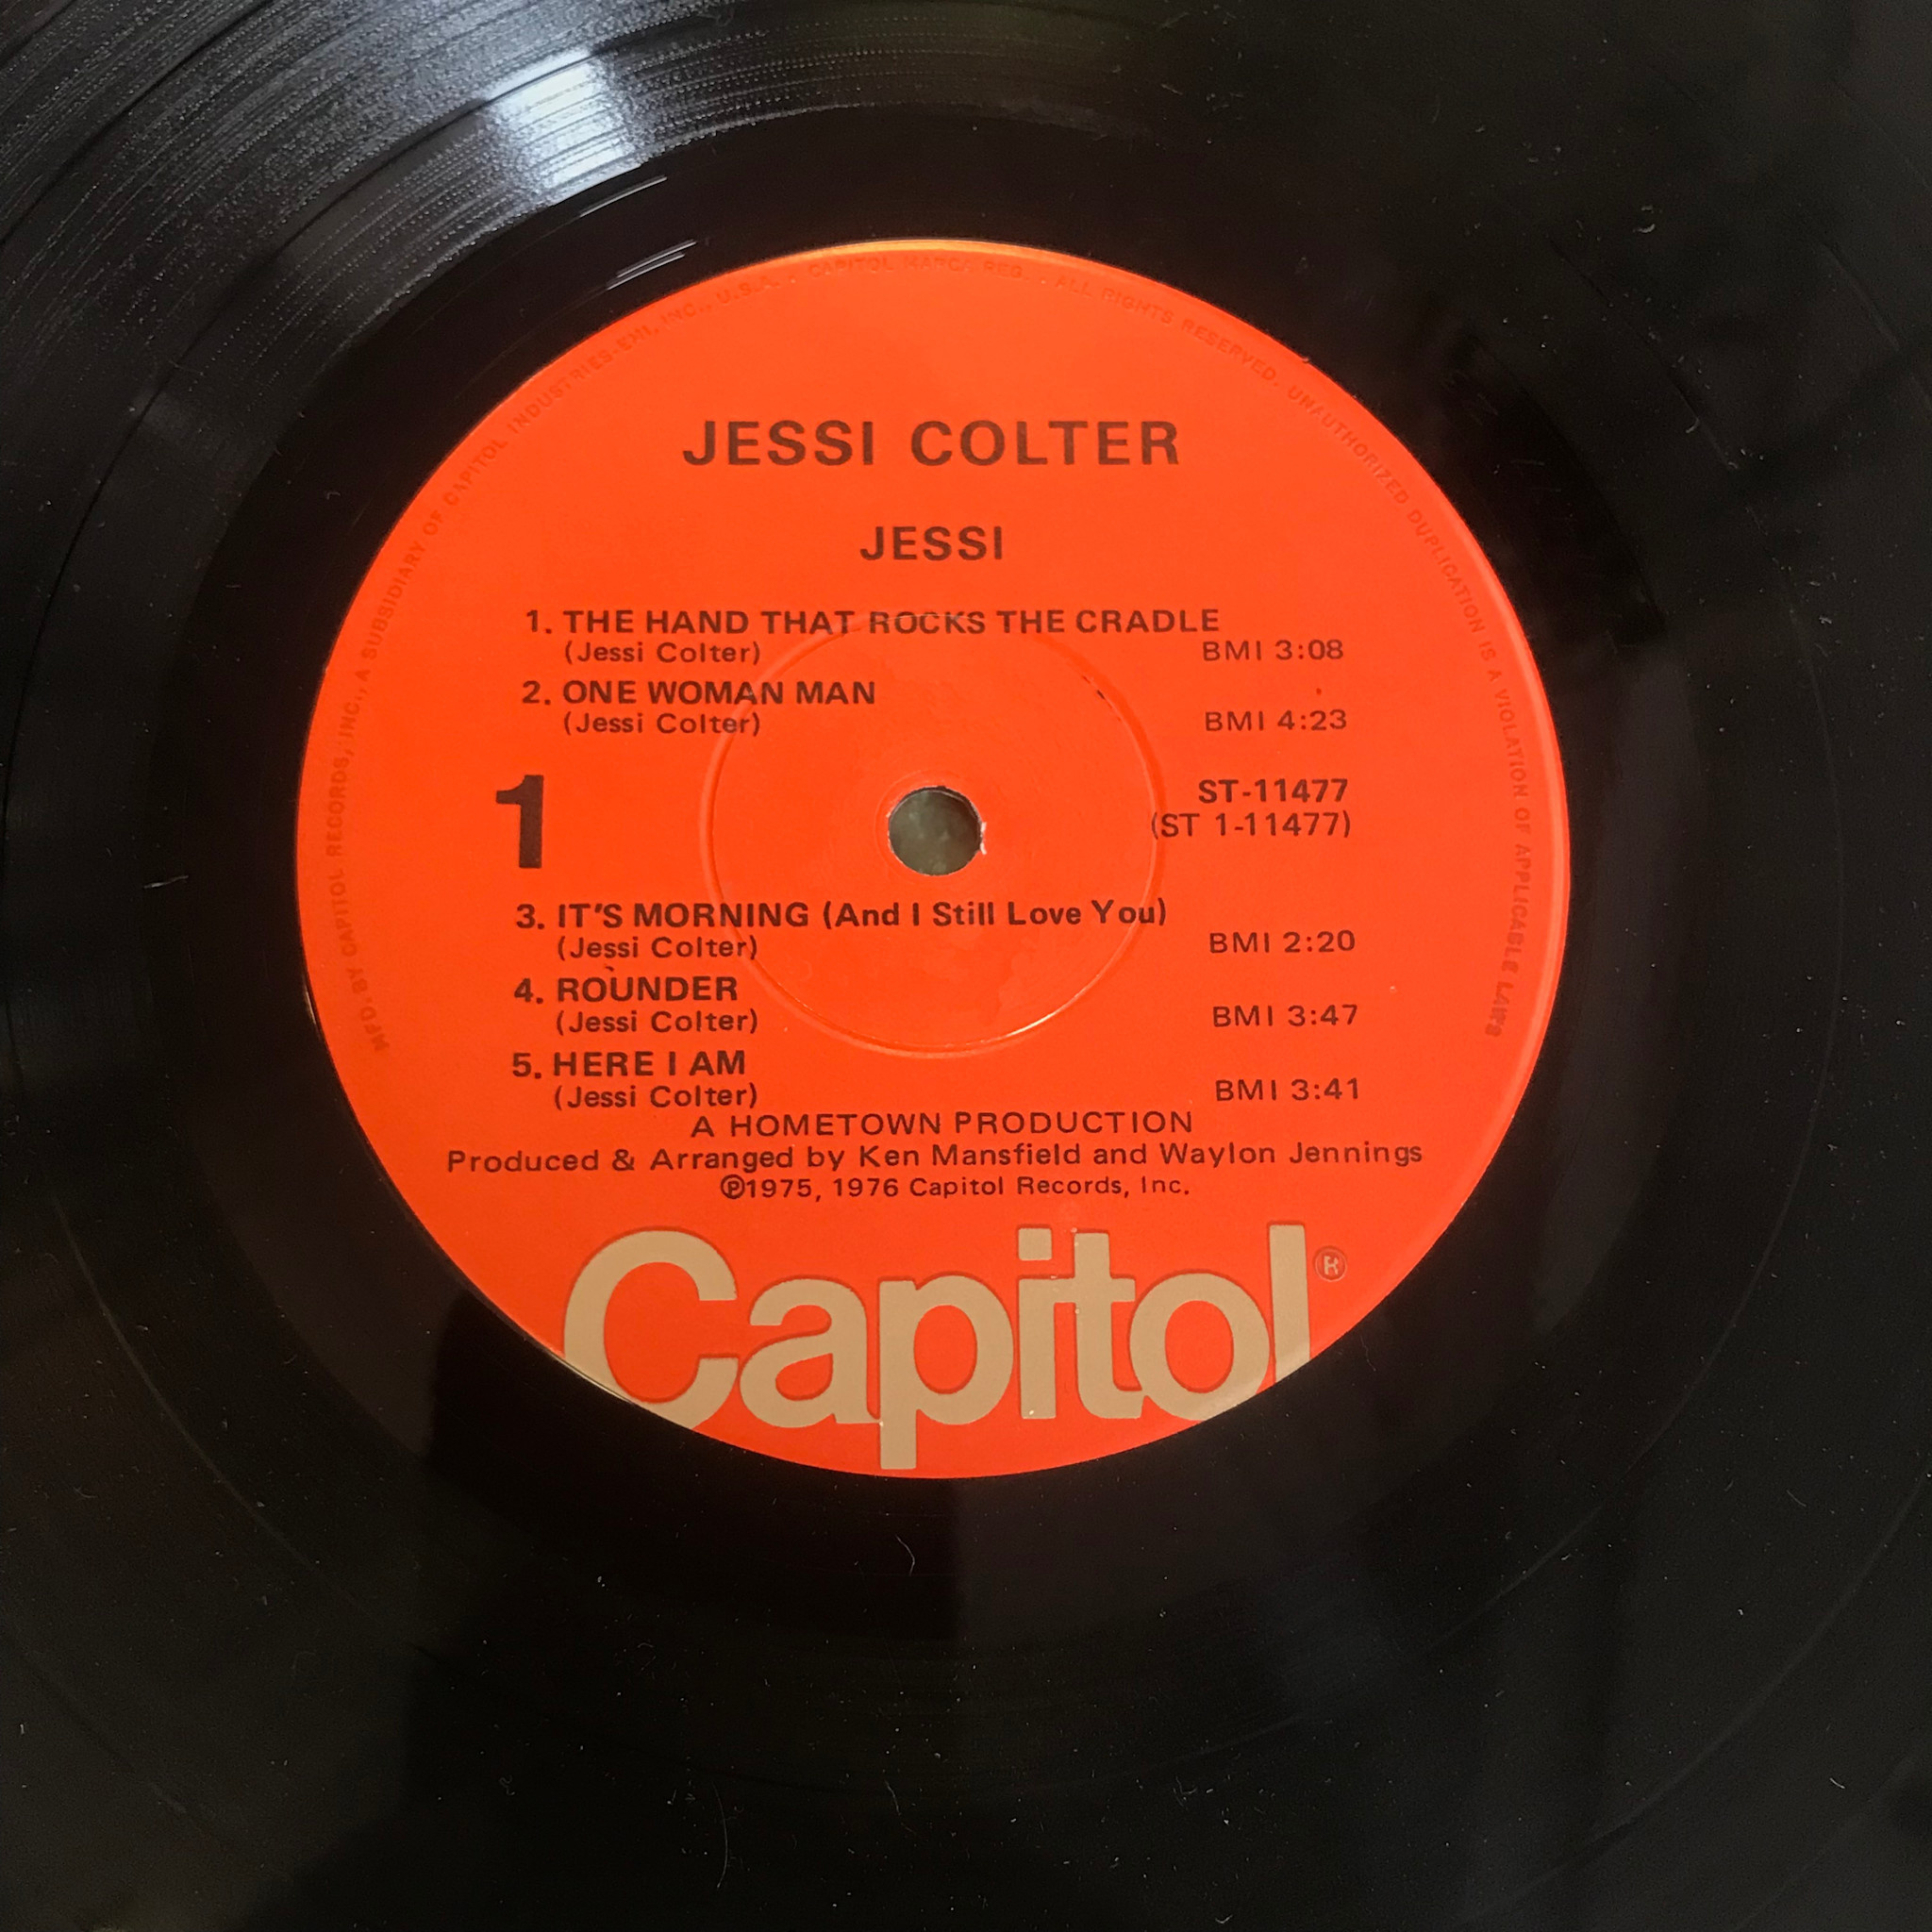 MFD. BY CAPITOL RECORDS, INC., A SUBSIDIARY OF CAPITOL INDUSTRIES-EMI, INC., U.S.A. • CAPITOL MARCA REG. • ALL RIGHTS RESERVED. UNAUTHORIZED DUPLICATION IS A VIOLATION OF APPLICABLE LAWS
JESSI COLTER
JESSI
1. THE HAND THAT ROCKS THE CRADLE
(Jessi Colter) BMI 3:08
2. ONE WOMAN MAN
(Jessi Colter) BMI 4:23
1
ST-11477
(ST 1-11477)
3. IT'S MORNING (And I Still Love You)
(Jessi Colter) BMI 2:20
4. ROUNDER
(Jessi Colter) BMI 3:47
5. HERE I AM
(Jessi Colter) BMI 3:41
A HOMETOWN PRODUCTION
Produced & Arranged by Ken Mansfield and Waylon Jennings
℗1975, 1976 Capitol Records, Inc.
Capitol®